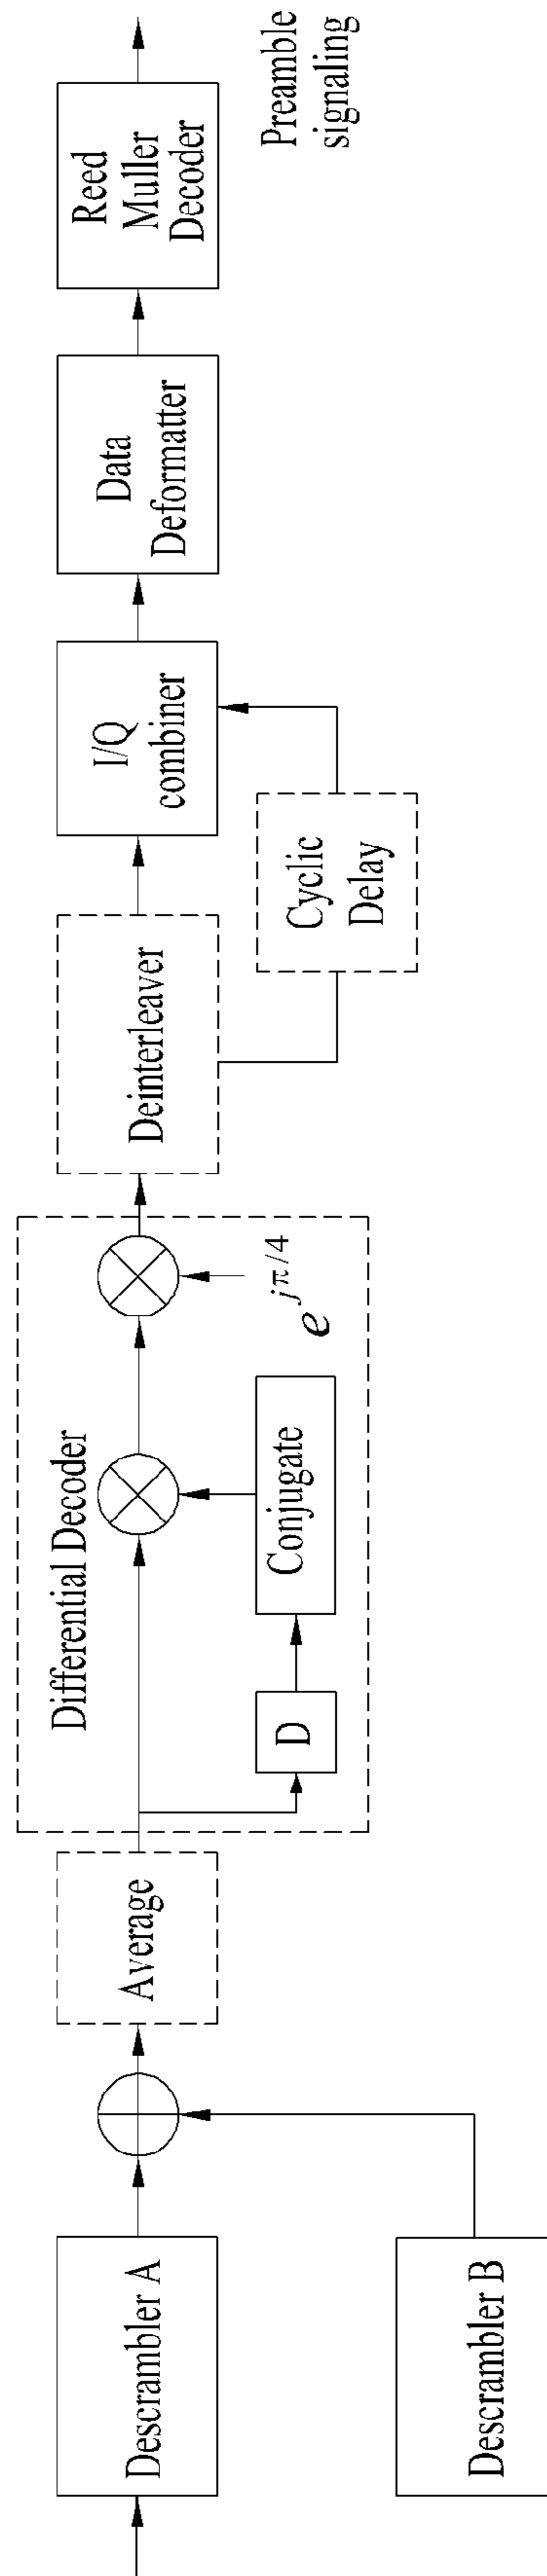 Descrambler A
Descrambler B
Average
Differential Decoder
D
Conjugate
e^{jπ/4}
Deinterleaver
Cyclic
Delay
I/Q
combiner
Data
Deformatter
Reed
Muller
Decoder
Preamble
signaling